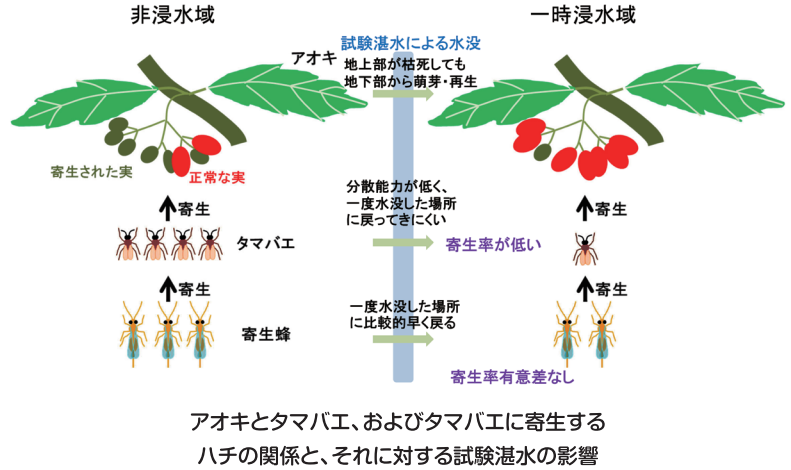 非浸水域
一時浸水域
アオキ
試験湛水による水没
地上部が枯死しても
地下部から萌芽・再生
寄生された実
正常な実
寄生
分散能力が低く、
一度水没した場所
に戻ってきにくい
寄生
タマバエ
寄生率が低い
寄生
寄生
寄生蜂
一度水没した場所
に比較的早く戻る
寄生率有意差なし
アオキとタマバエ、およびタマバエに寄生する
ハチの関係と、それに対する試験湛水の影響